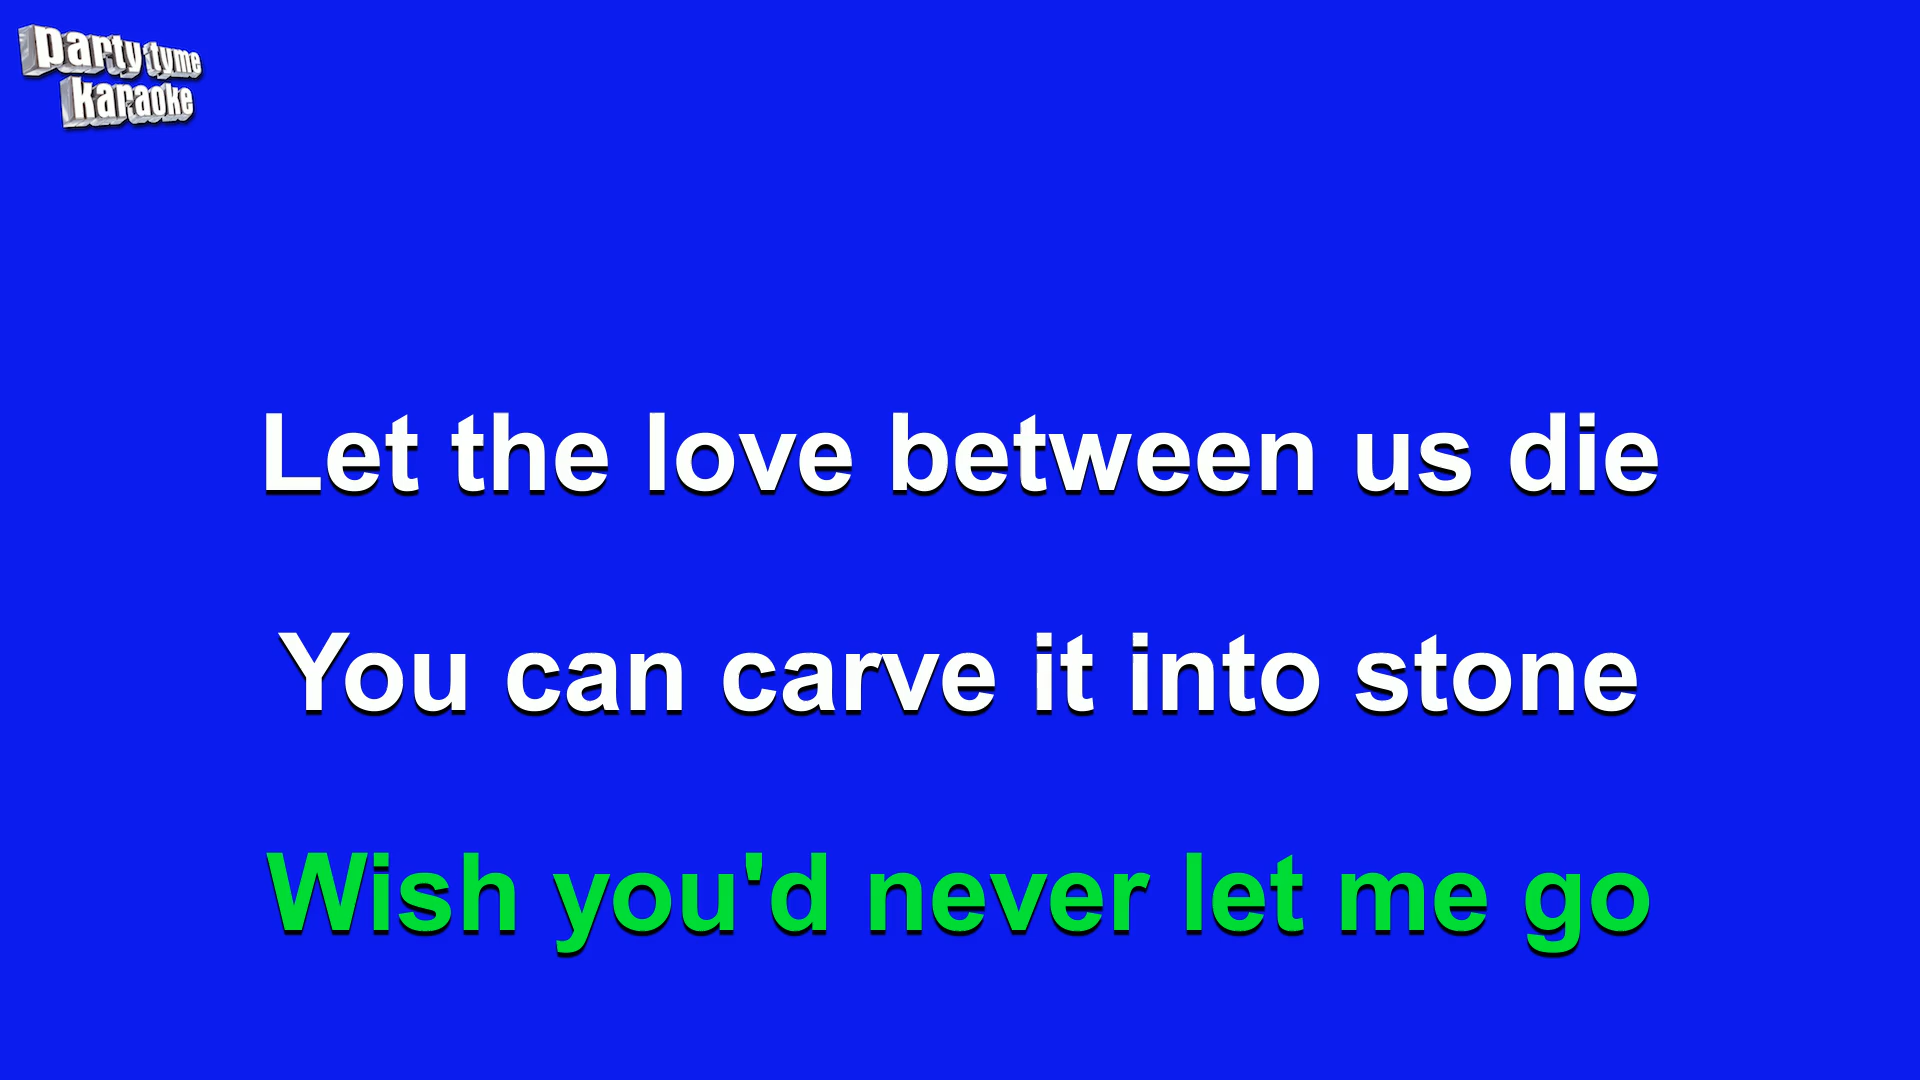 party tyme
karaoke
Let the love between us die
You can carve it into stone
Wish you'd never let me go